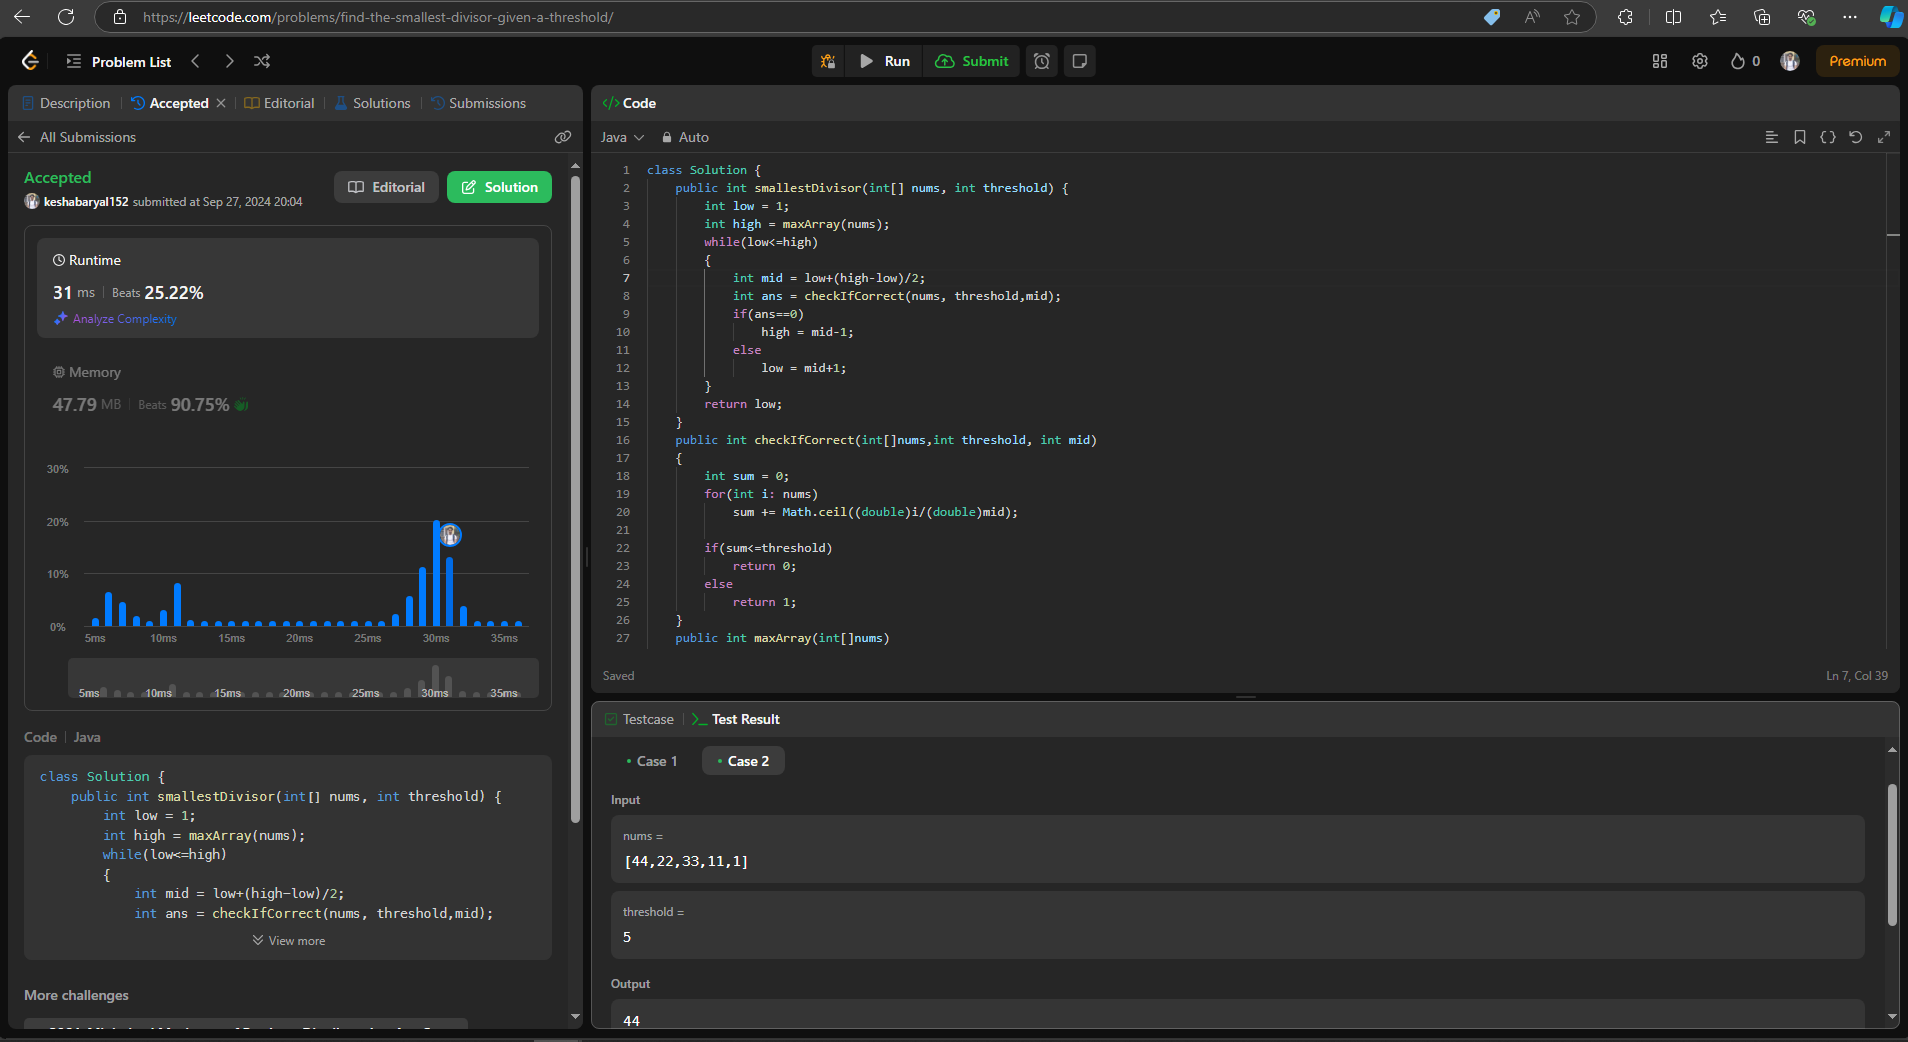 https://leetcode.com/problems/find-the-smallest-divisor-given-a-threshold/
Problem List
Run
Submit
0
Premium
Description
Accepted
Editorial
Solutions
Submissions
All Submissions
Accepted
keshabaryal152 submitted at Sep 27, 2024 20:04
Editorial
Solution
Runtime
31 ms | Beats 25.22%
Analyze Complexity
Memory
47.79 MB | Beats 90.75%
30%
20%
10%
0%
5ms 10ms 15ms 20ms 25ms 30ms 35ms
5ms 10ms 15ms 20ms 25ms 30ms 35ms
Code | Java
class Solution {
public int smallestDivisor(int[] nums, int threshold) {
int low = 1;
int high = maxArray(nums);
while(low<=high)
{
int mid = low+(high-low)/2;
int ans = checkIfCorrect(nums, threshold,mid);
View more
More challenges
</> Code
Java
Auto
1 class Solution {
2 public int smallestDivisor(int[] nums, int threshold) {
3 int low = 1;
4 int high = maxArray(nums);
5 while(low<=high)
6 {
7 int mid = low+(high-low)/2;
8 int ans = checkIfCorrect(nums, threshold,mid);
9 if(ans==0)
10 high = mid-1;
11 else
12 low = mid+1;
13 }
14 return low;
15 }
16 public int checkIfCorrect(int[]nums,int threshold, int mid)
17 {
18 int sum = 0;
19 for(int i: nums)
20 sum += Math.ceil((double)i/(double)mid);
21
22 if(sum<=threshold)
23 return 0;
24 else
25 return 1;
26 }
27 public int maxArray(int[]nums)
Saved
Ln 7, Col 39
Testcase
Test Result
Case 1
Case 2
Input
nums =
[44,22,33,11,1]
threshold =
5
Output
44